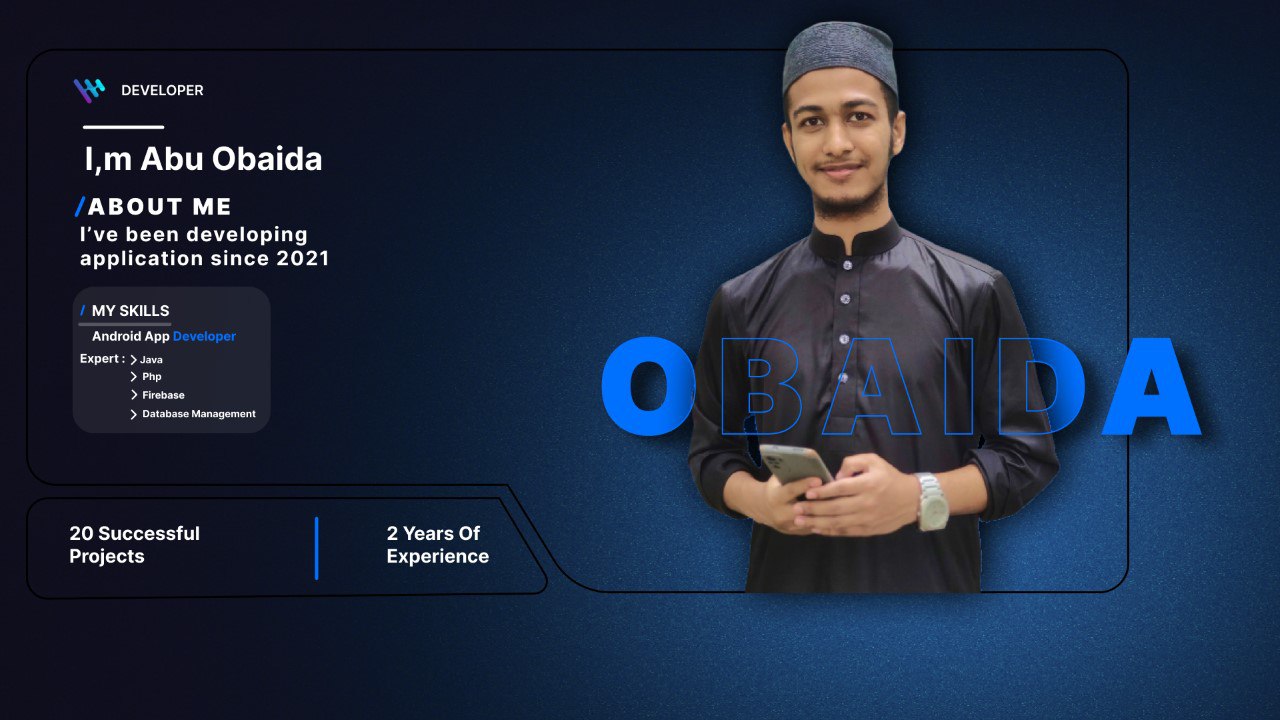 DEVELOPER
I,m Abu Obaida
/ABOUT ME
I’ve been developing
application since 2021
/ MY SKILLS
Android App Developer
Expert : > Java
> Php
> Firebase
> Database Management
OBAIDA
20 Successful
Projects
2 Years Of
Experience